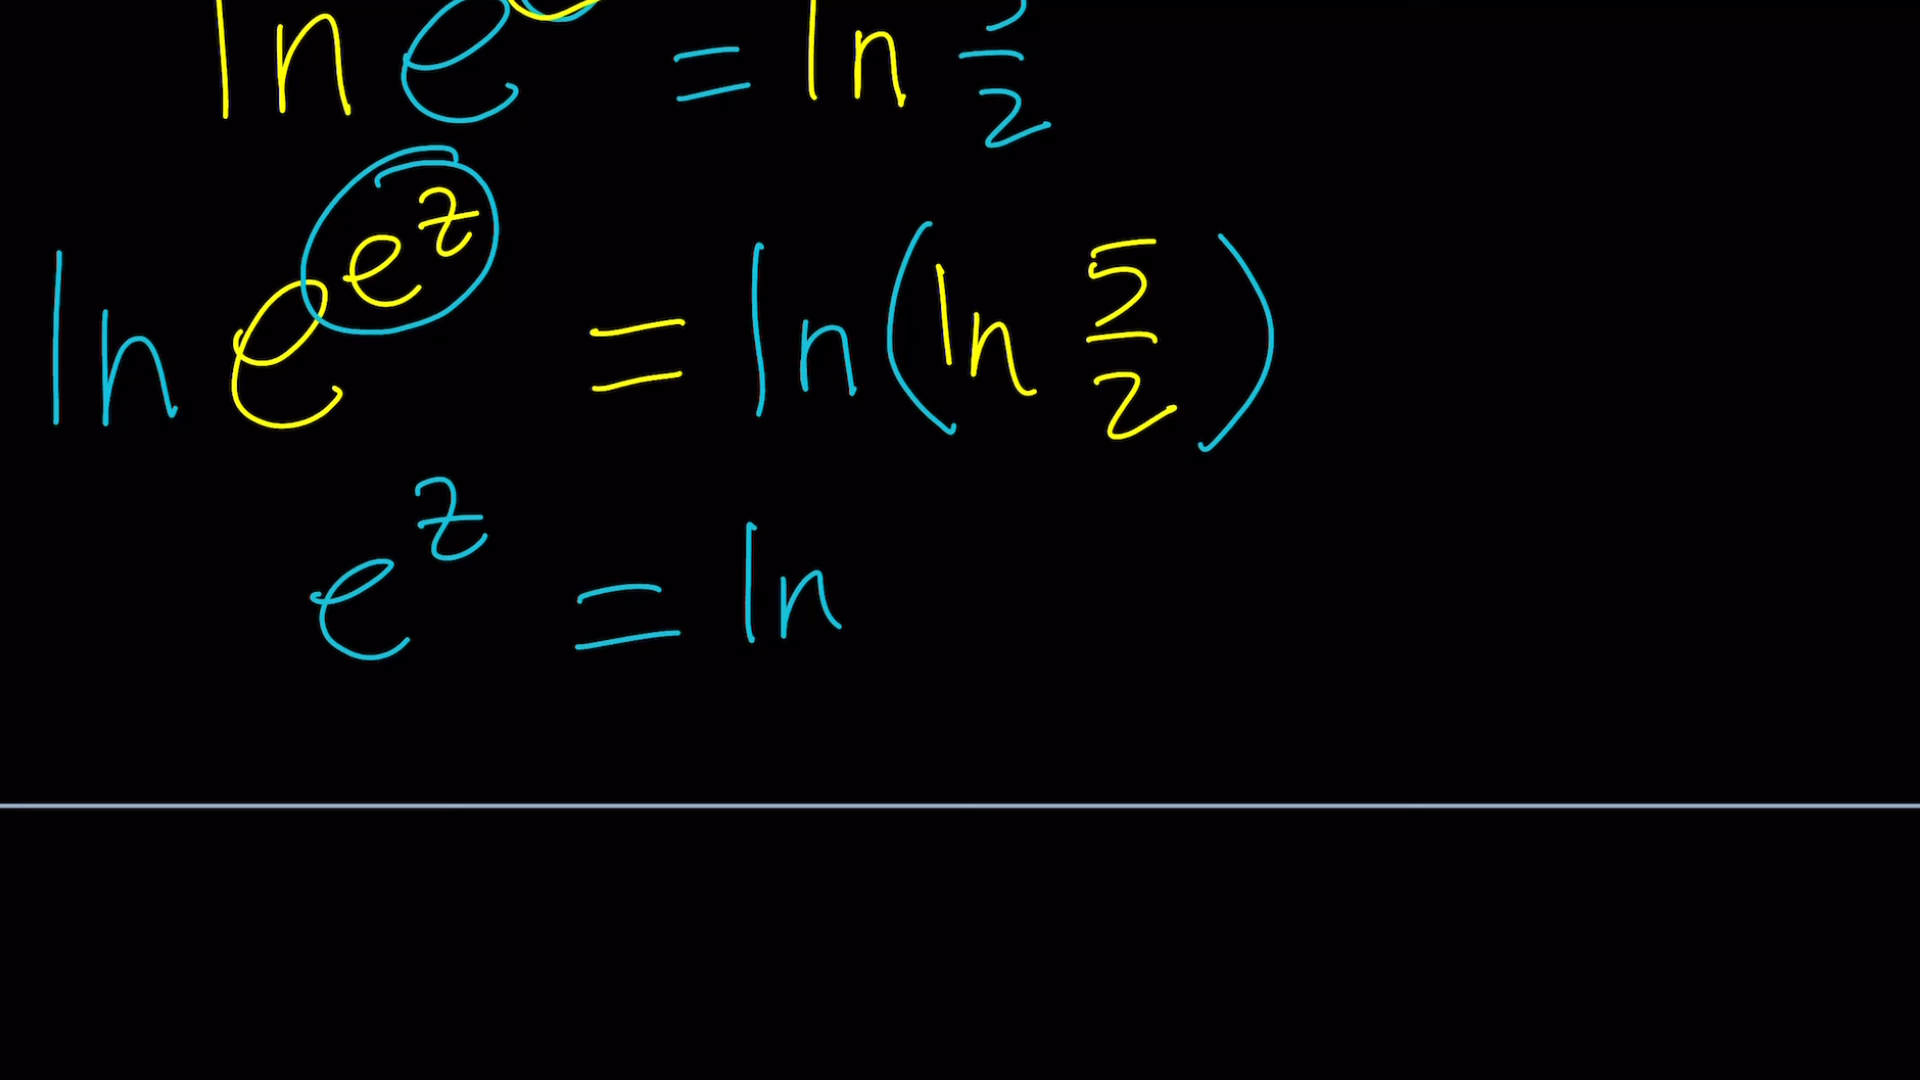 ln e = ln 5/2
ln e^e^z = ln(ln 5/2)
e^z = ln